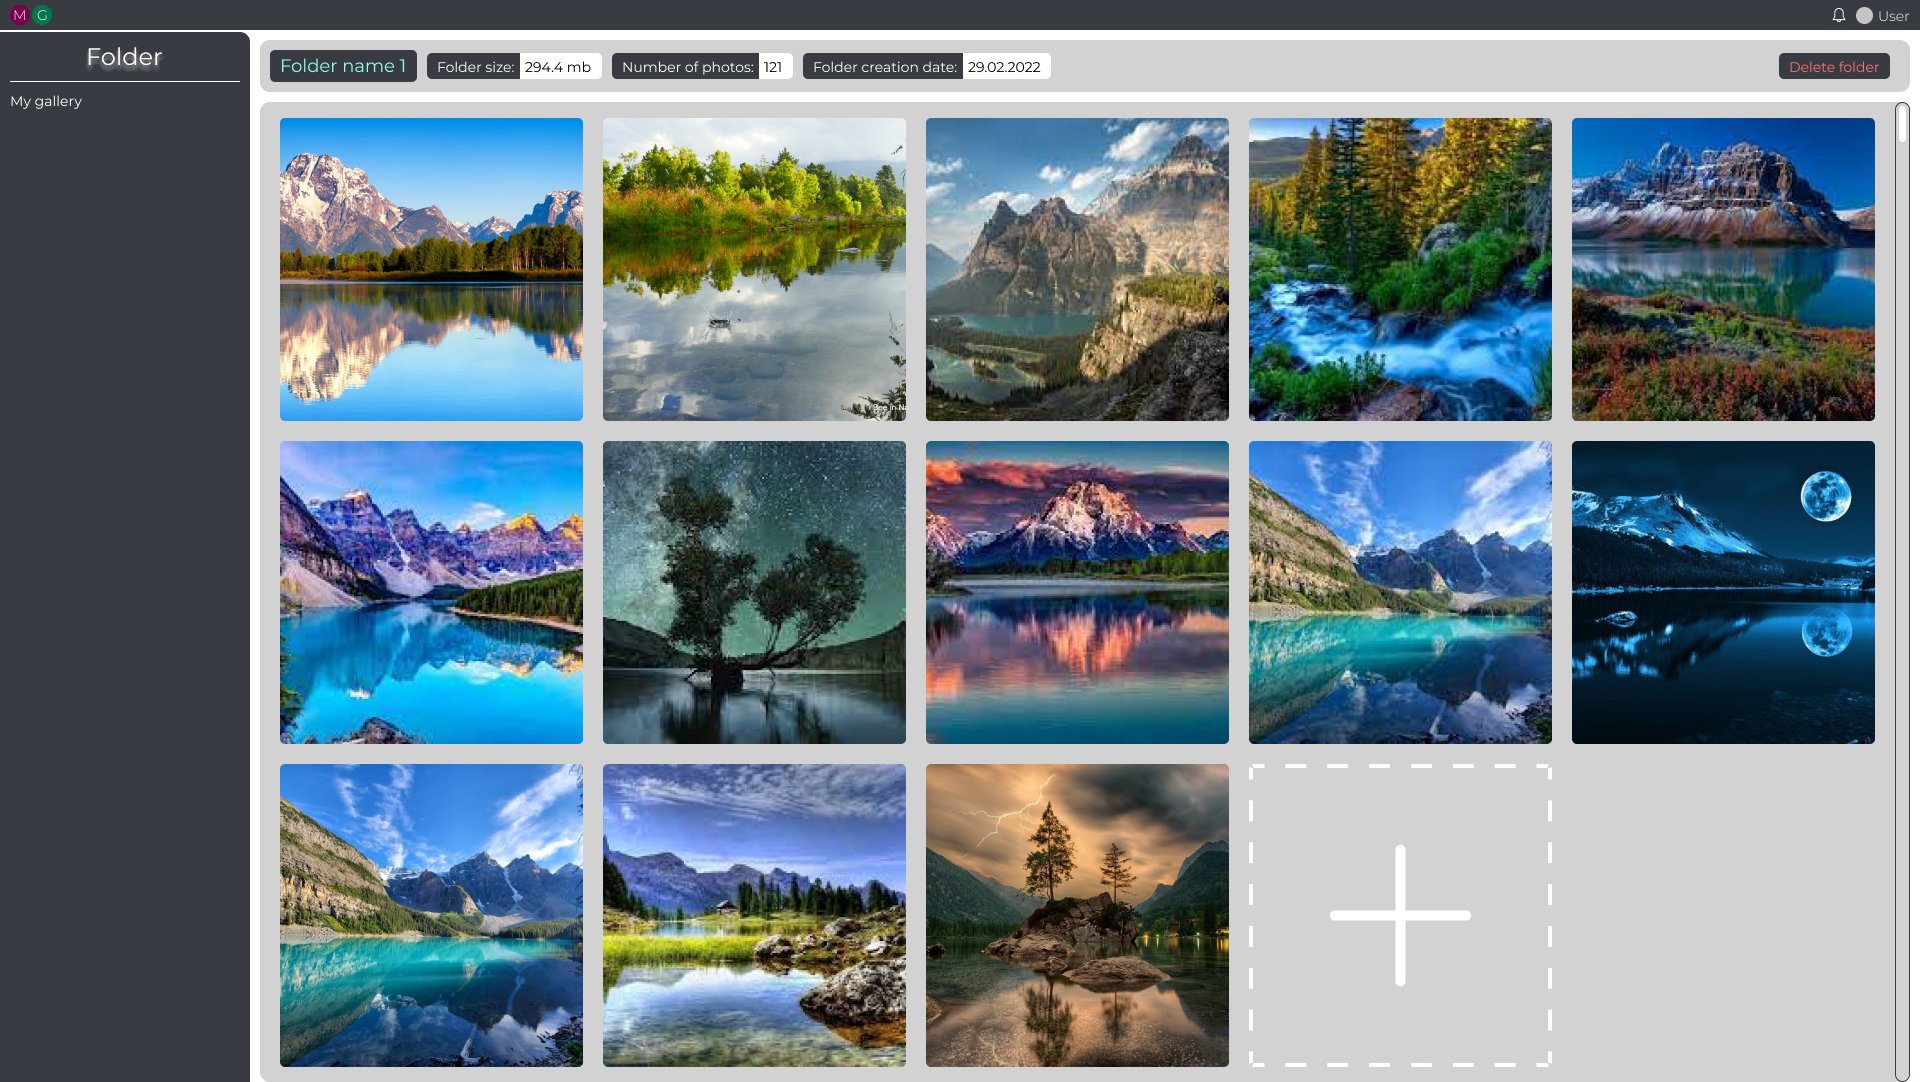 M G
User
Folder
My gallery
Folder name 1
Folder size: 294.4 mb
Number of photos: 121
Folder creation date: 29.02.2022
Delete folder